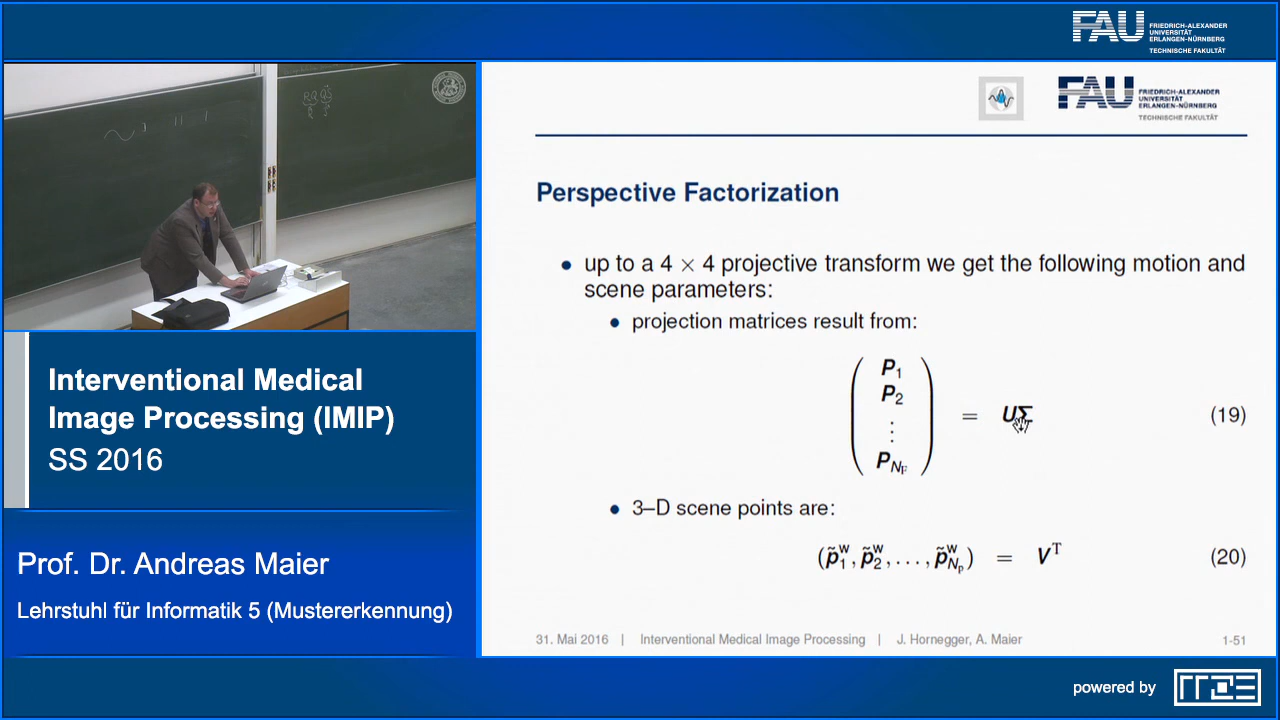 FAU
FRIEDRICH-ALEXANDER
UNIVERSITÄT
ERLANGEN-NÜRNBERG
TECHNISCHE FAKULTÄT
FAU
FRIEDRICH-ALEXANDER
UNIVERSITÄT
ERLANGEN-NÜRNBERG
TECHNISCHE FAKULTÄT
Perspective Factorization
• up to a 4 × 4 projective transform we get the following motion and
scene parameters:
• projection matrices result from:
P₁
P₂
⋮
P_{N_F}
= UΣ (19)
• 3–D scene points are:
(p̃₁ʷ, p̃₂ʷ, . . . , p̃ʷ_{N_p}) = Vᵀ (20)
31. Mai 2016 | Interventional Medical Image Processing | J. Hornegger, A. Maier 1-51
Interventional Medical
Image Processing (IMIP)
SS 2016
Prof. Dr. Andreas Maier
Lehrstuhl für Informatik 5 (Mustererkennung)
powered by